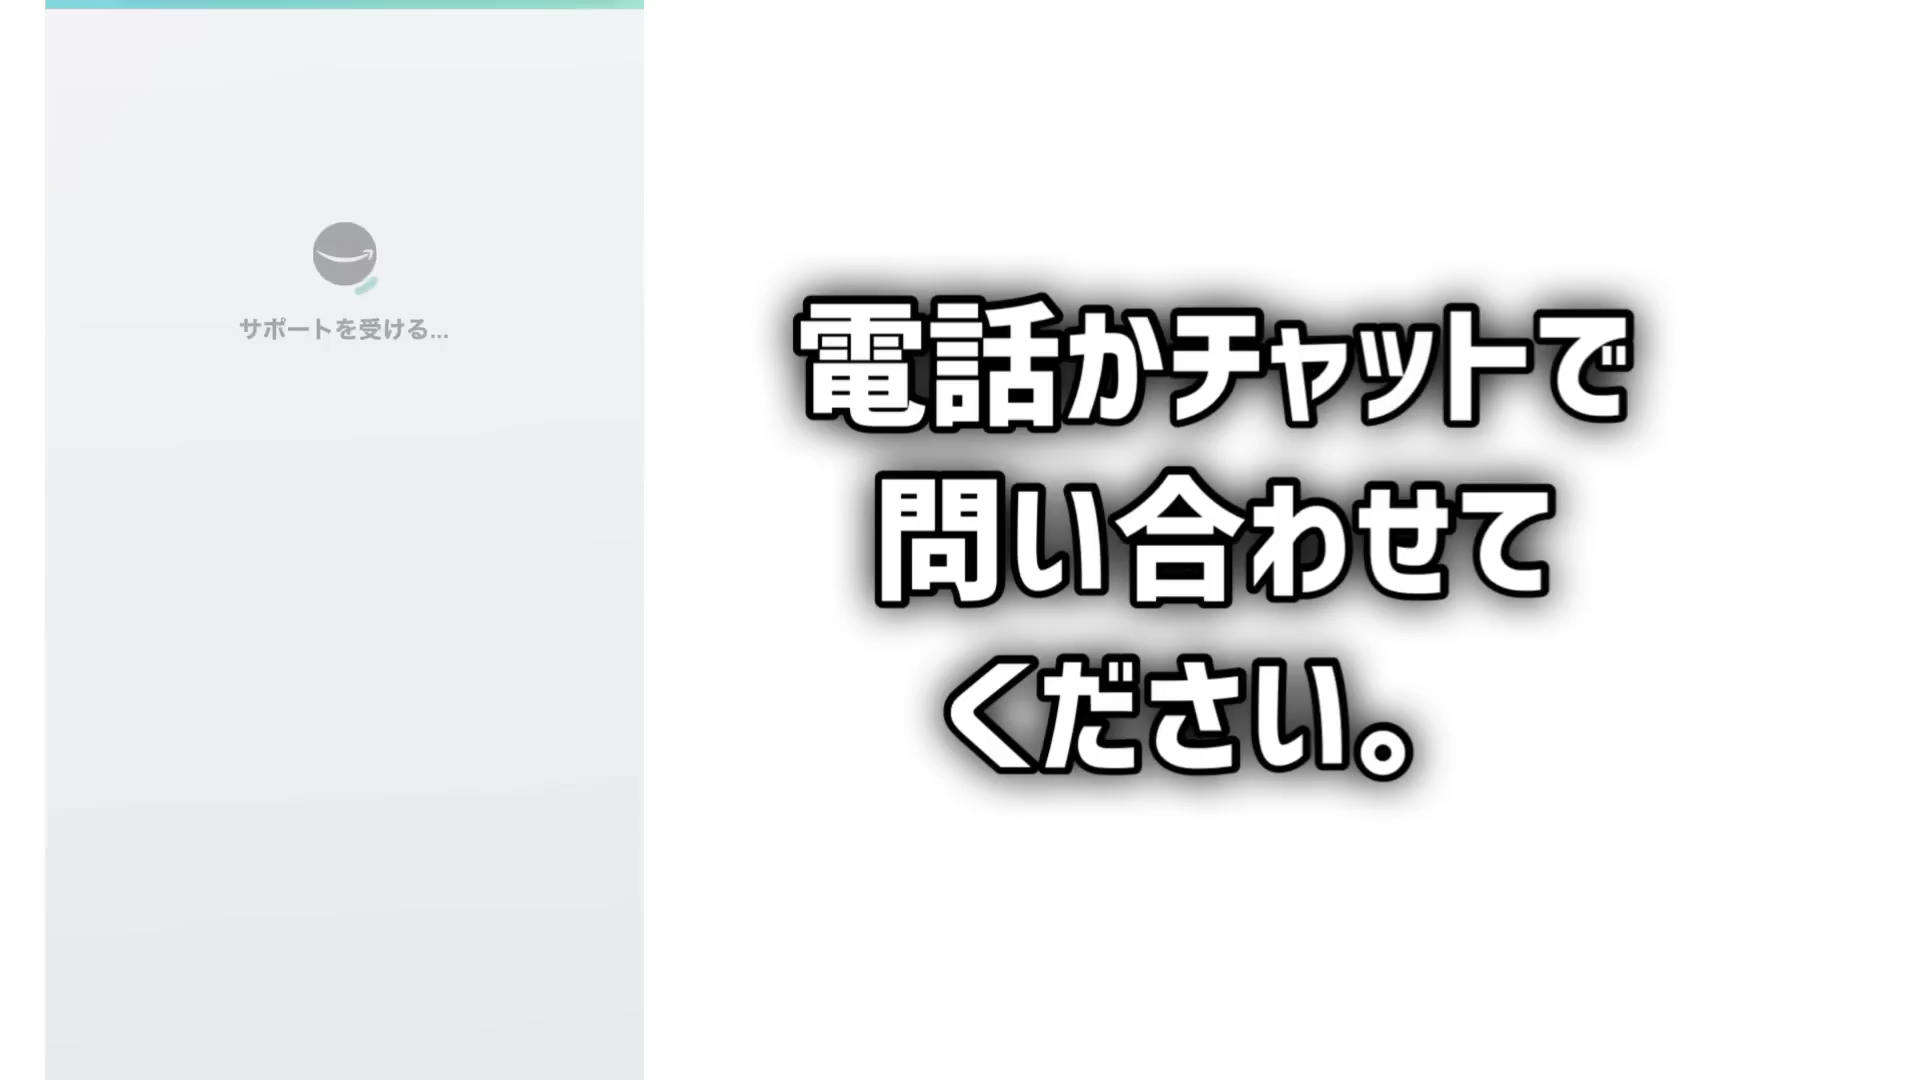 サポートを受ける...
電話かチャットで
問い合わせて
ください。